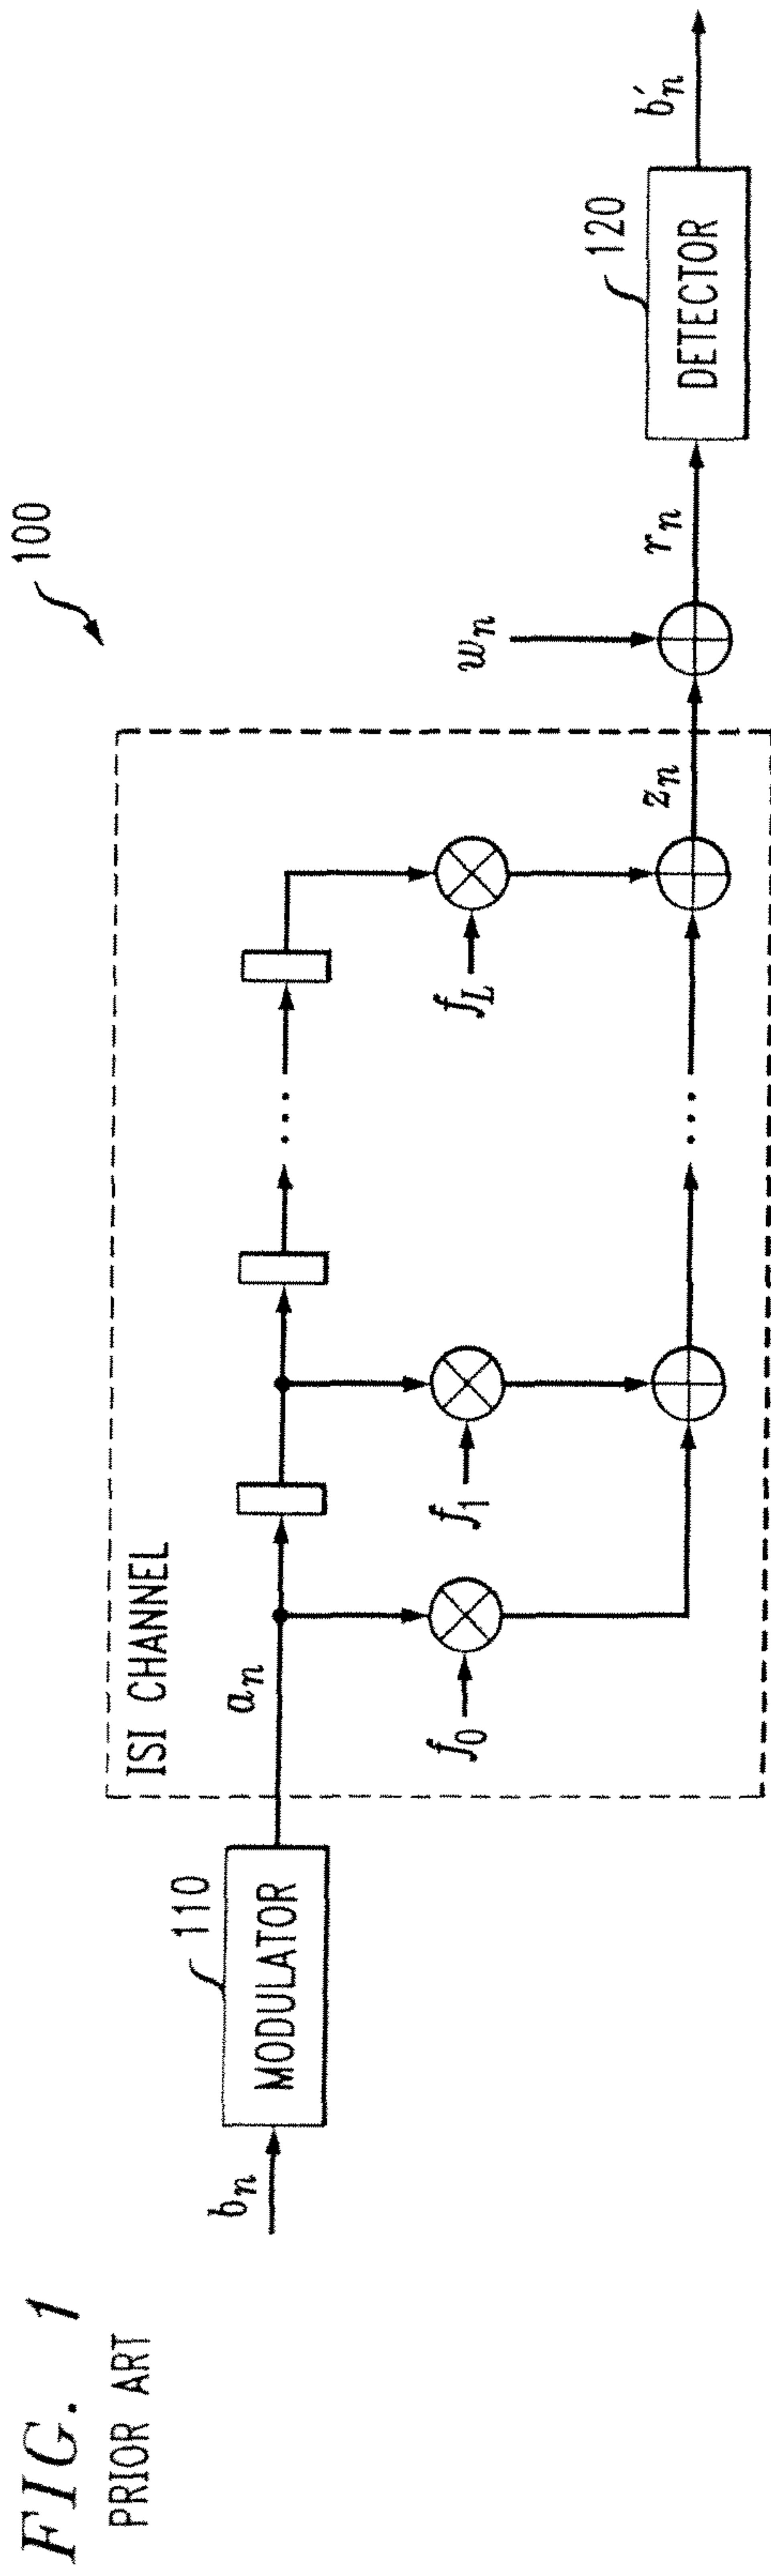 FIG. 1
PRIOR ART
100
ISI CHANNEL
b_n
110
MODULATOR
a_n
f_0
f_1
...
f_L
...
z_n
w_n
r_n
120
DETECTOR
b'_n